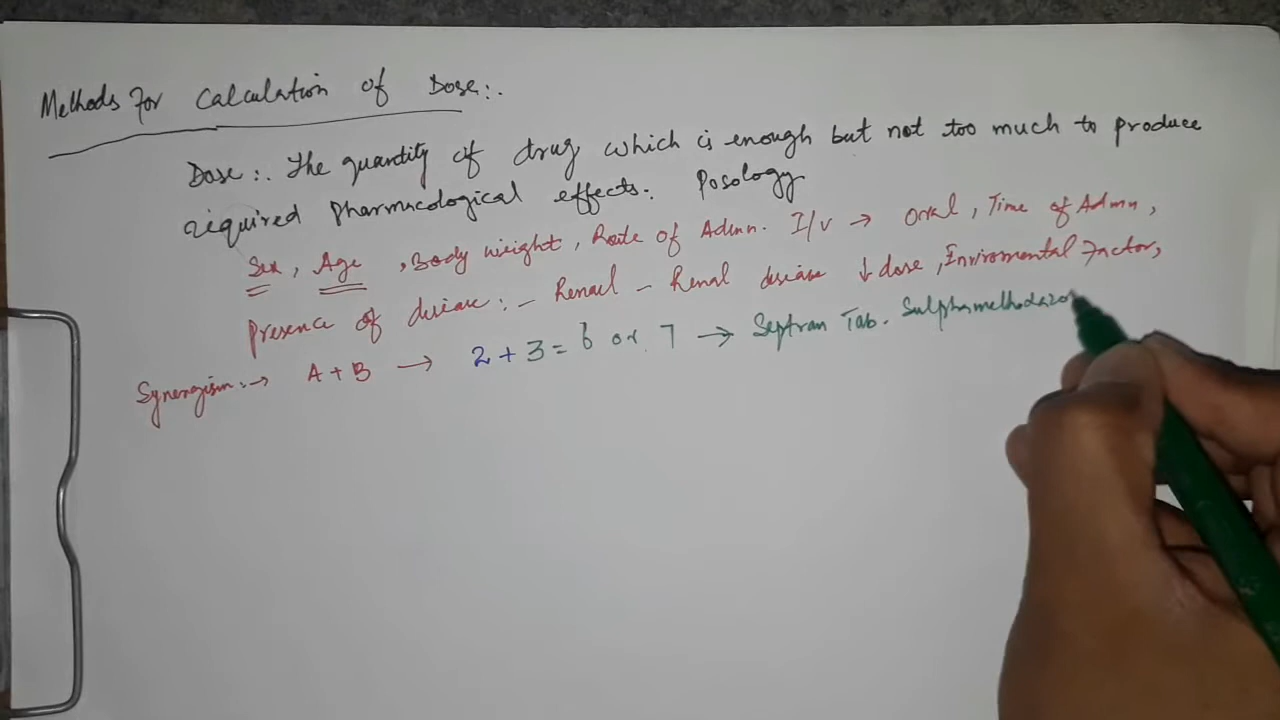 Methods For Calculation of Dose:.
Dose:. The quantity of drug which is enough but not too much to produce
required pharmacological effects. Posology
Sex, Age, Body weight, Route of Admn. I/v → Oral, Time of Admn,
Presence of disease:- Renal - Renal disease ↓ dose, Enviromental Factor,
Synergism:→ A + B → 2 + 3 = 6 or 7 → Septran Tab. Sulphamethodazo